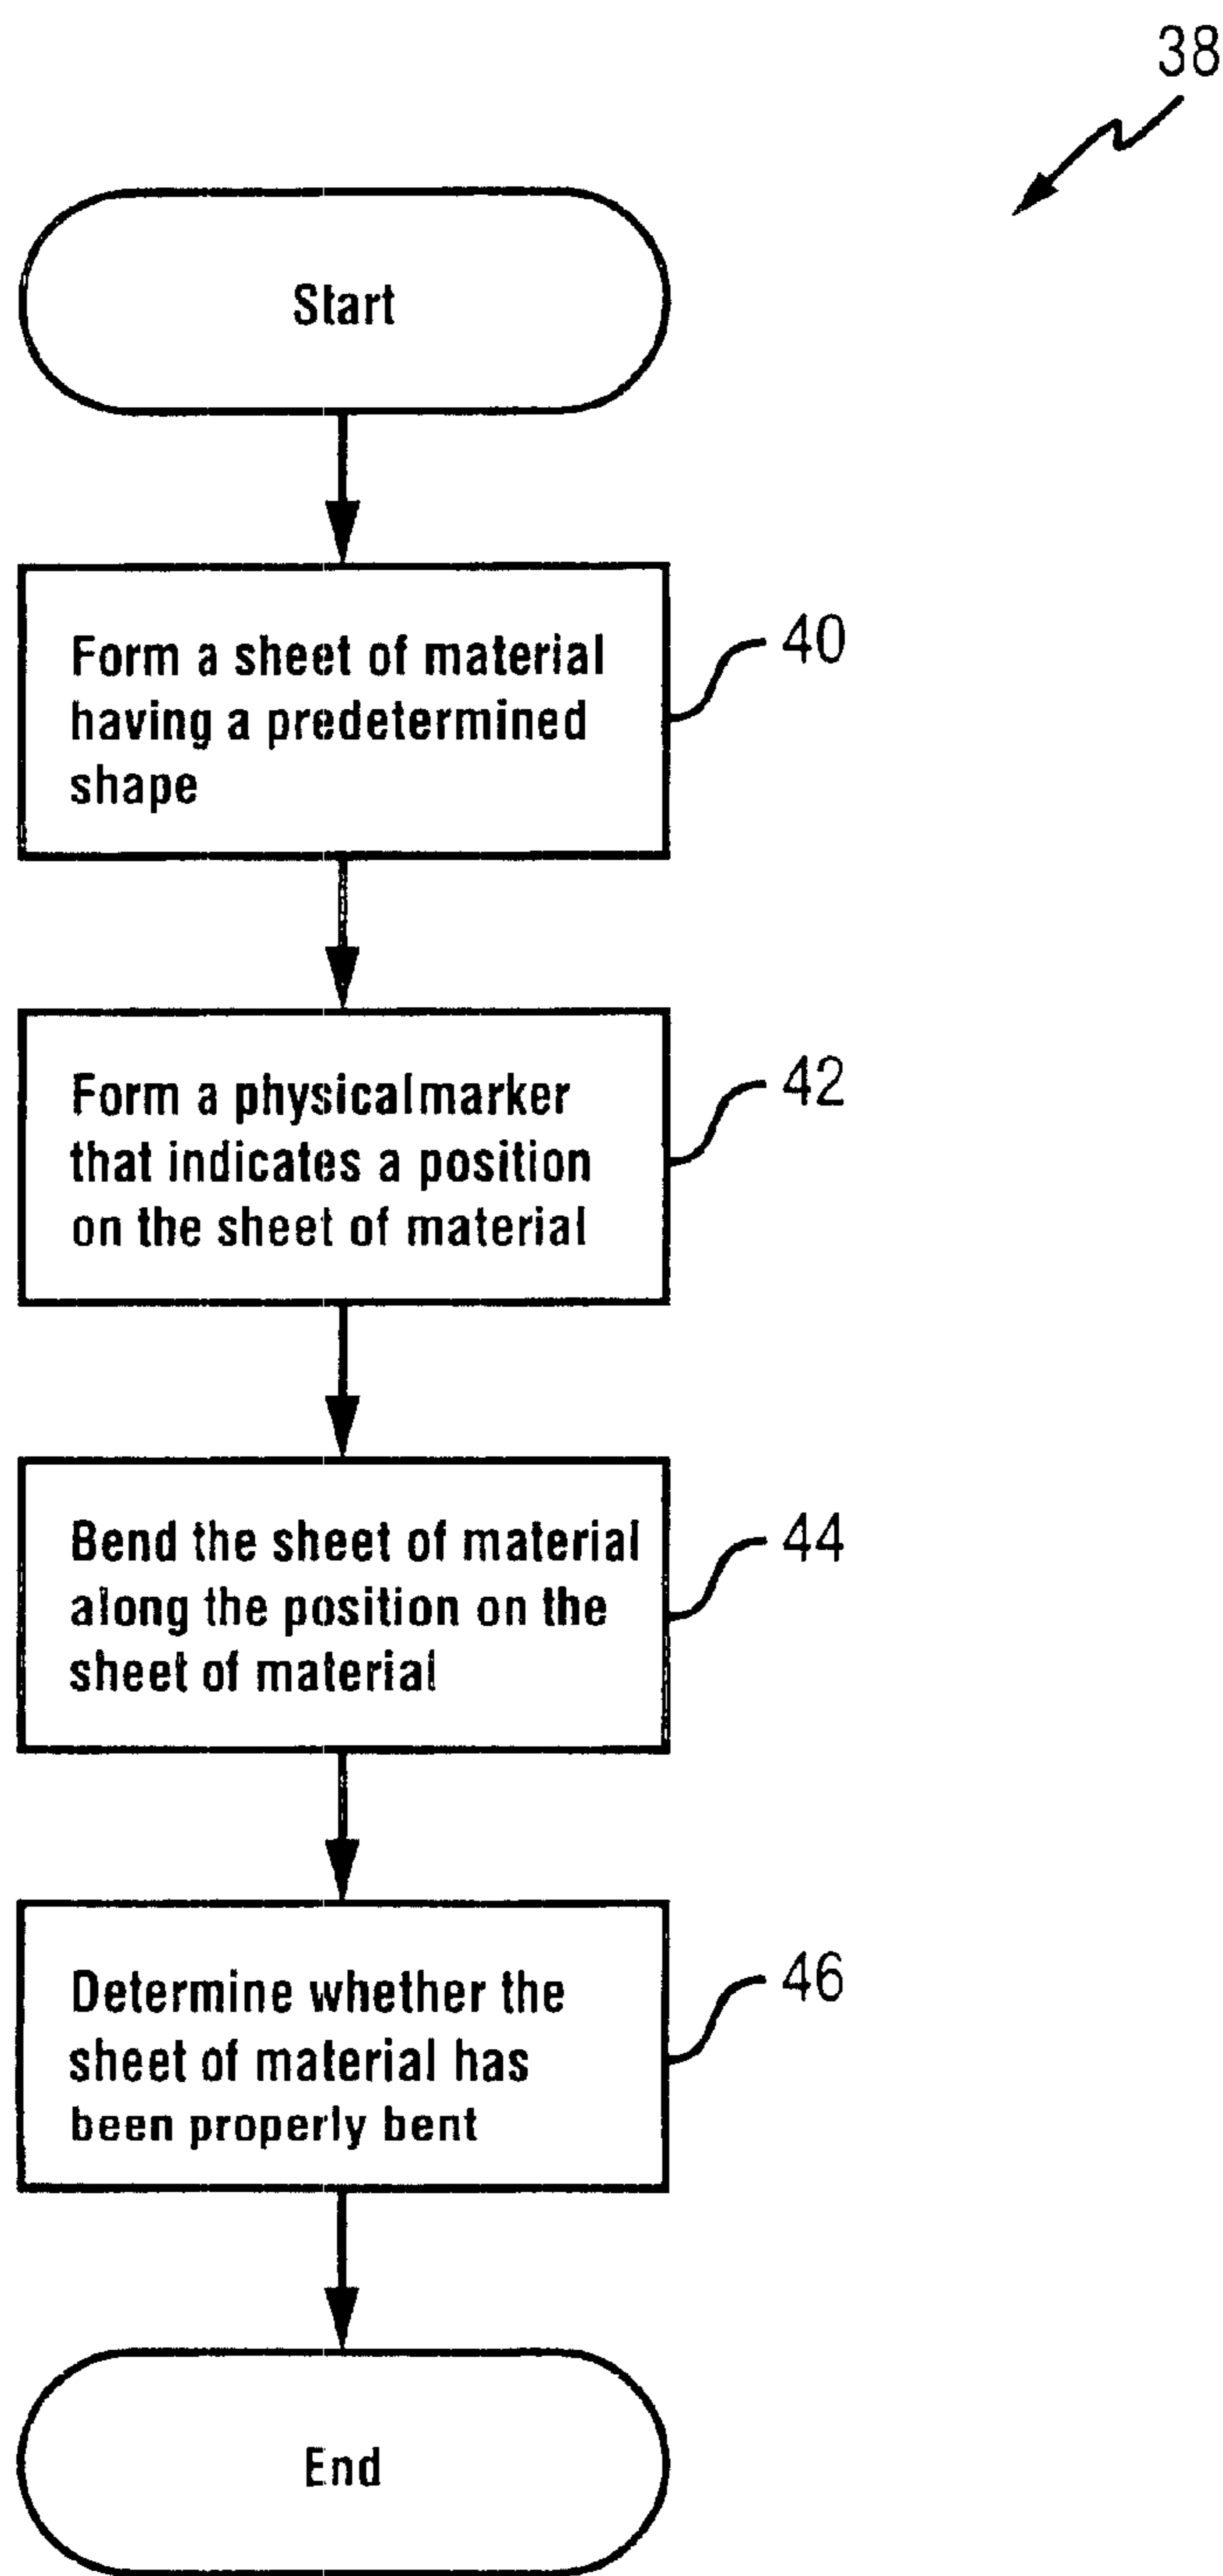 38
Start
Form a sheet of material
having a predetermined
shape
40
Form a physical marker
that indicates a position
on the sheet of material
42
Bend the sheet of material
along the position on the
sheet of material
44
Determine whether the
sheet of material has
been properly bent
46
End